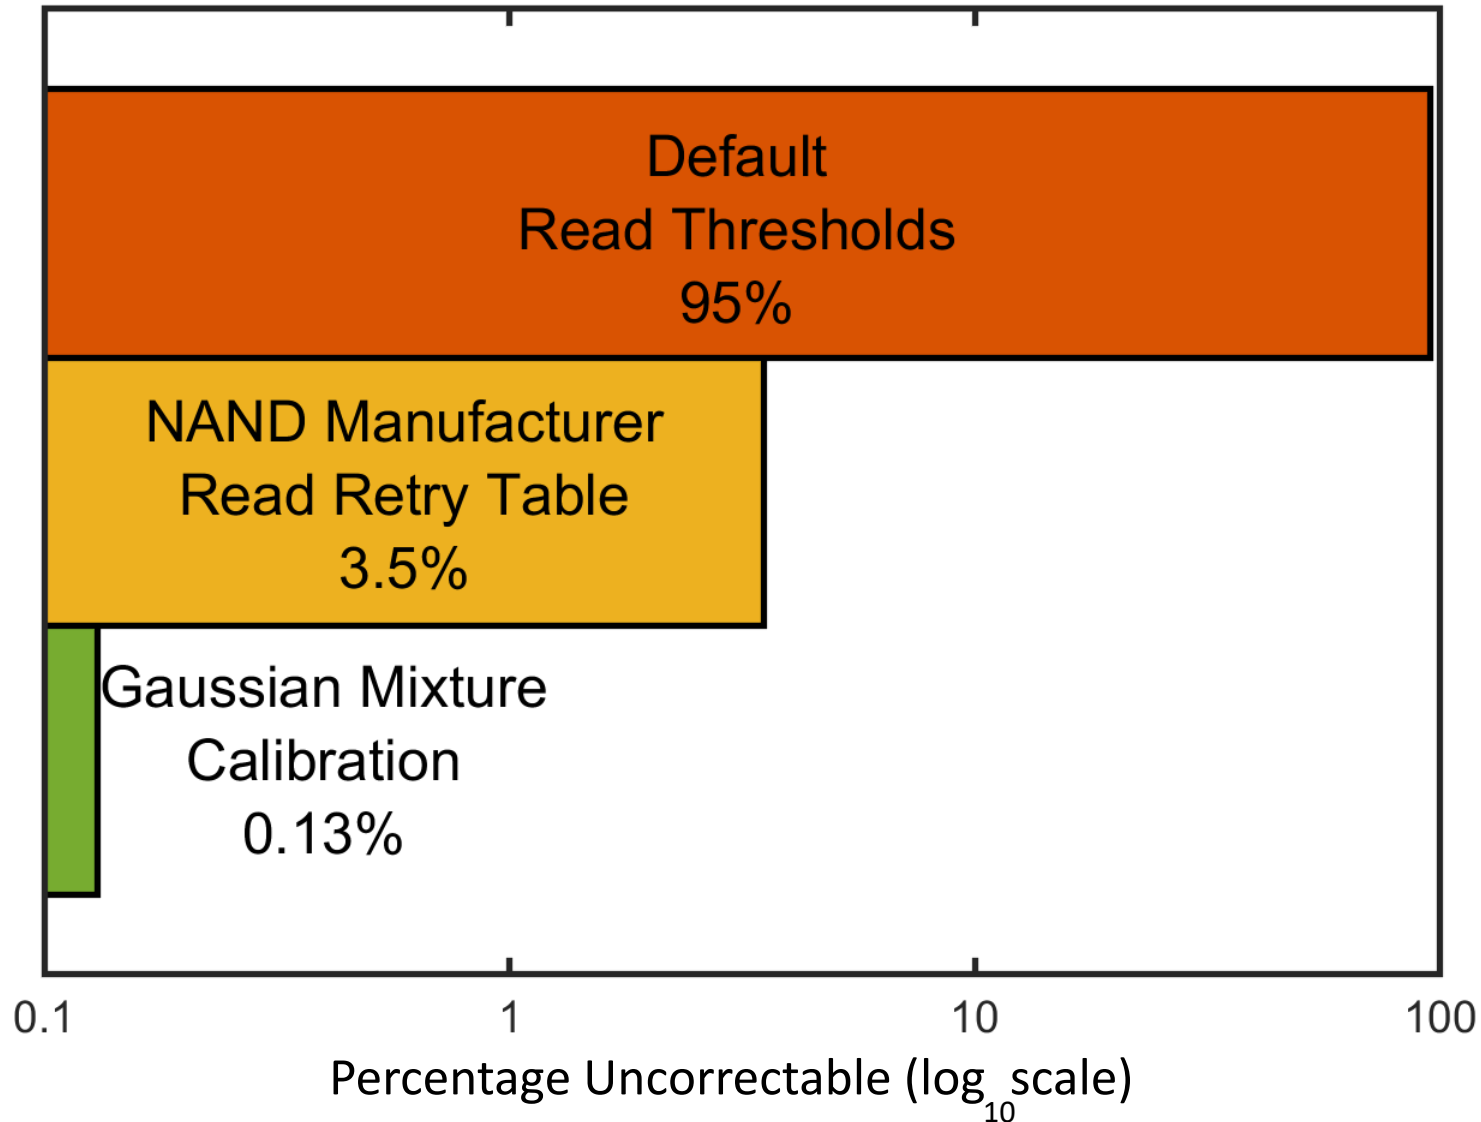 Default
Read Thresholds
95%
NAND Manufacturer
Read Retry Table
3.5%
Gaussian Mixture
Calibration
0.13%
0.1 1 10 100
Percentage Uncorrectable (log10 scale)